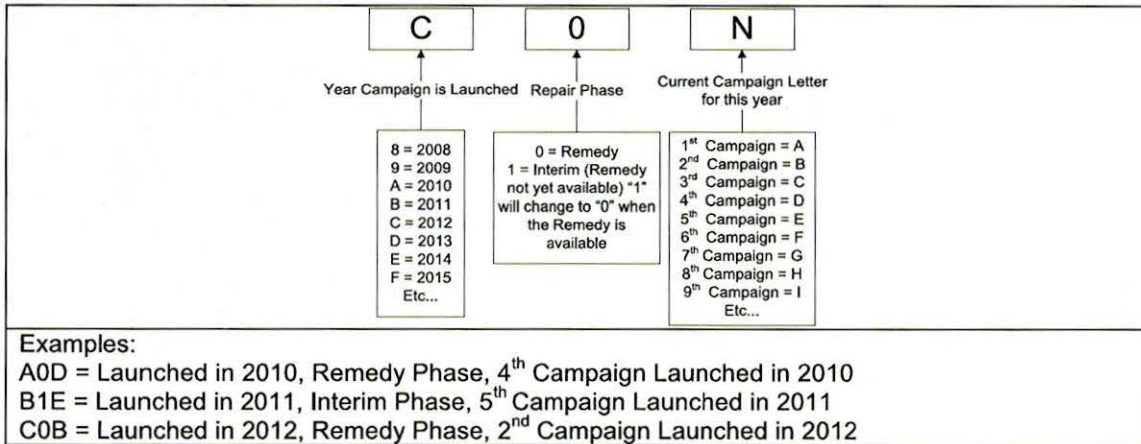 C 0 N
Year Campaign is Launched Repair Phase Current Campaign Letter
for this year
8 = 2008
9 = 2009
A = 2010
B = 2011
C = 2012
D = 2013
E = 2014
F = 2015
Etc...
0 = Remedy
1 = Interim (Remedy
not yet available) "1"
will change to "0" when
the Remedy is
available
1st Campaign = A
2nd Campaign = B
3rd Campaign = C
4th Campaign = D
5th Campaign = E
6th Campaign = F
7th Campaign = G
8th Campaign = H
9th Campaign = I
Etc...
Examples:
A0D = Launched in 2010, Remedy Phase, 4th Campaign Launched in 2010
B1E = Launched in 2011, Interim Phase, 5th Campaign Launched in 2011
C0B = Launched in 2012, Remedy Phase, 2nd Campaign Launched in 2012